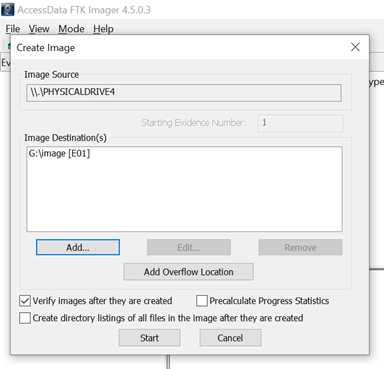 AccessData FTK Imager 4.5.0.3
File View Mode Help
Create Image
Image Source
\\.\PHYSICALDRIVE4
Starting Evidence Number: 1
Image Destination(s)
G:\image [E01]
Add... Edit... Remove
Add Overflow Location
Verify images after they are created Precalculate Progress Statistics
Create directory listings of all files in the image after they are created
Start Cancel